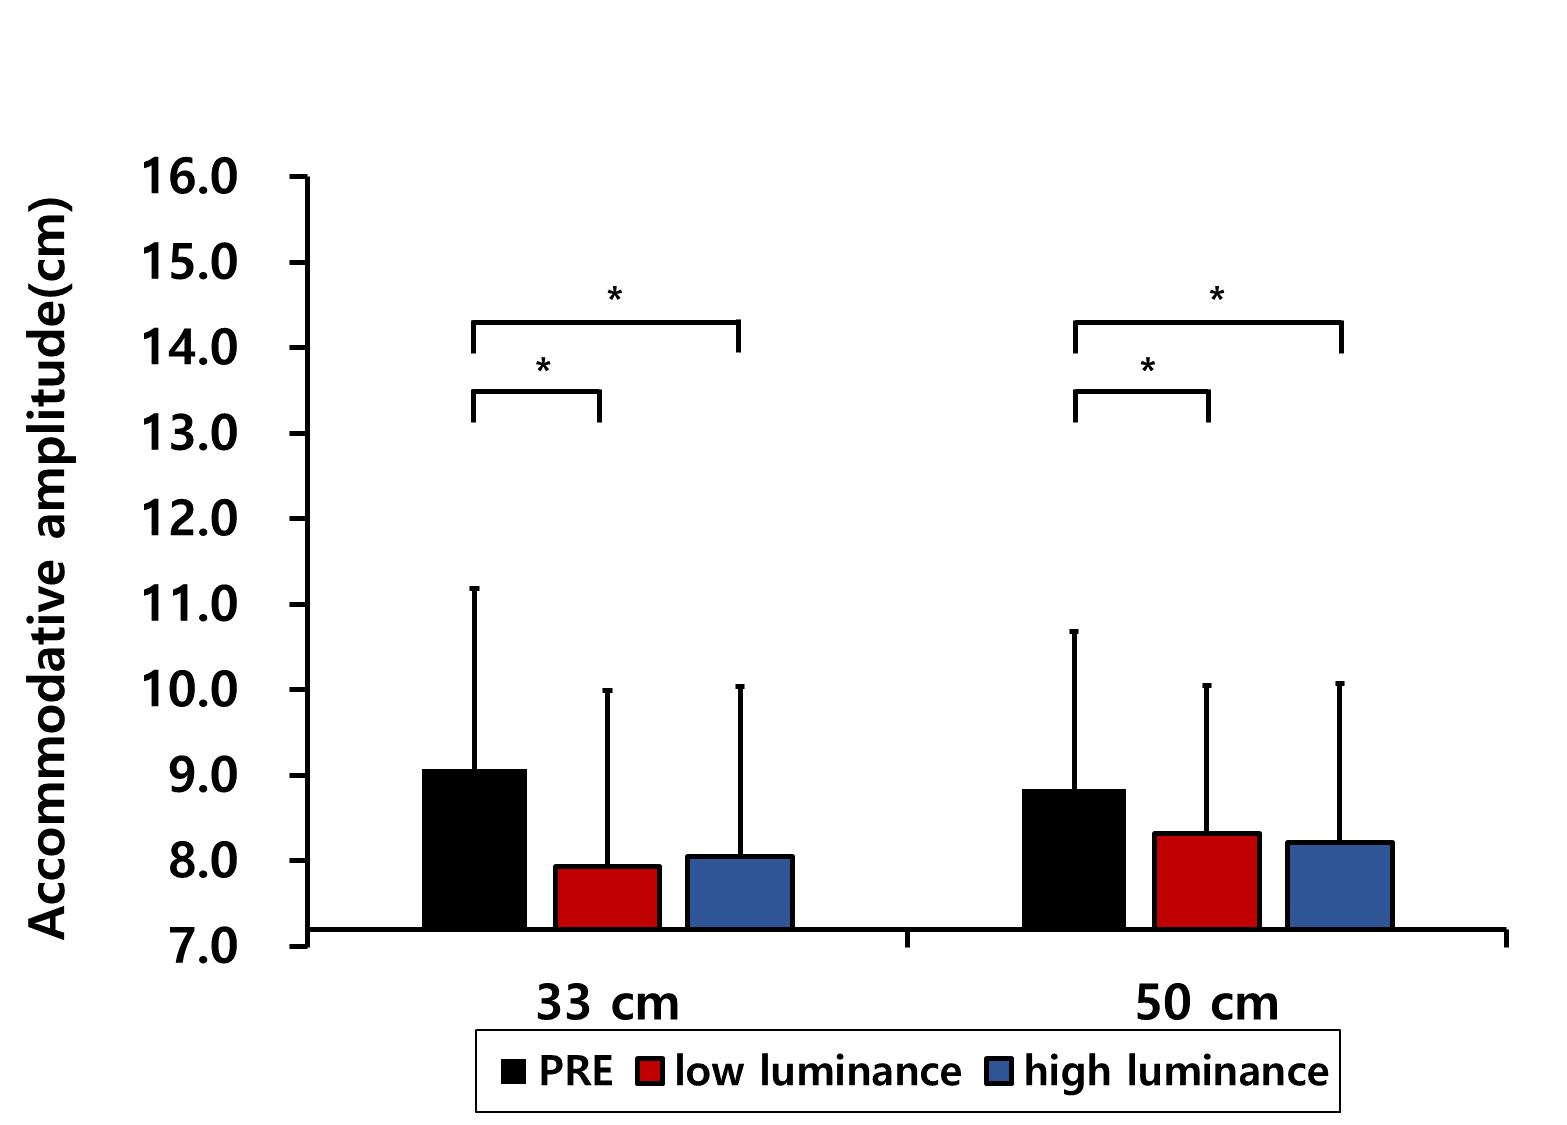 Accommodative amplitude(cm)
16.0
15.0
14.0
13.0
12.0
11.0
10.0
9.0
8.0
7.0
*
*
*
*
33 cm
50 cm
PRE
low luminance
high luminance